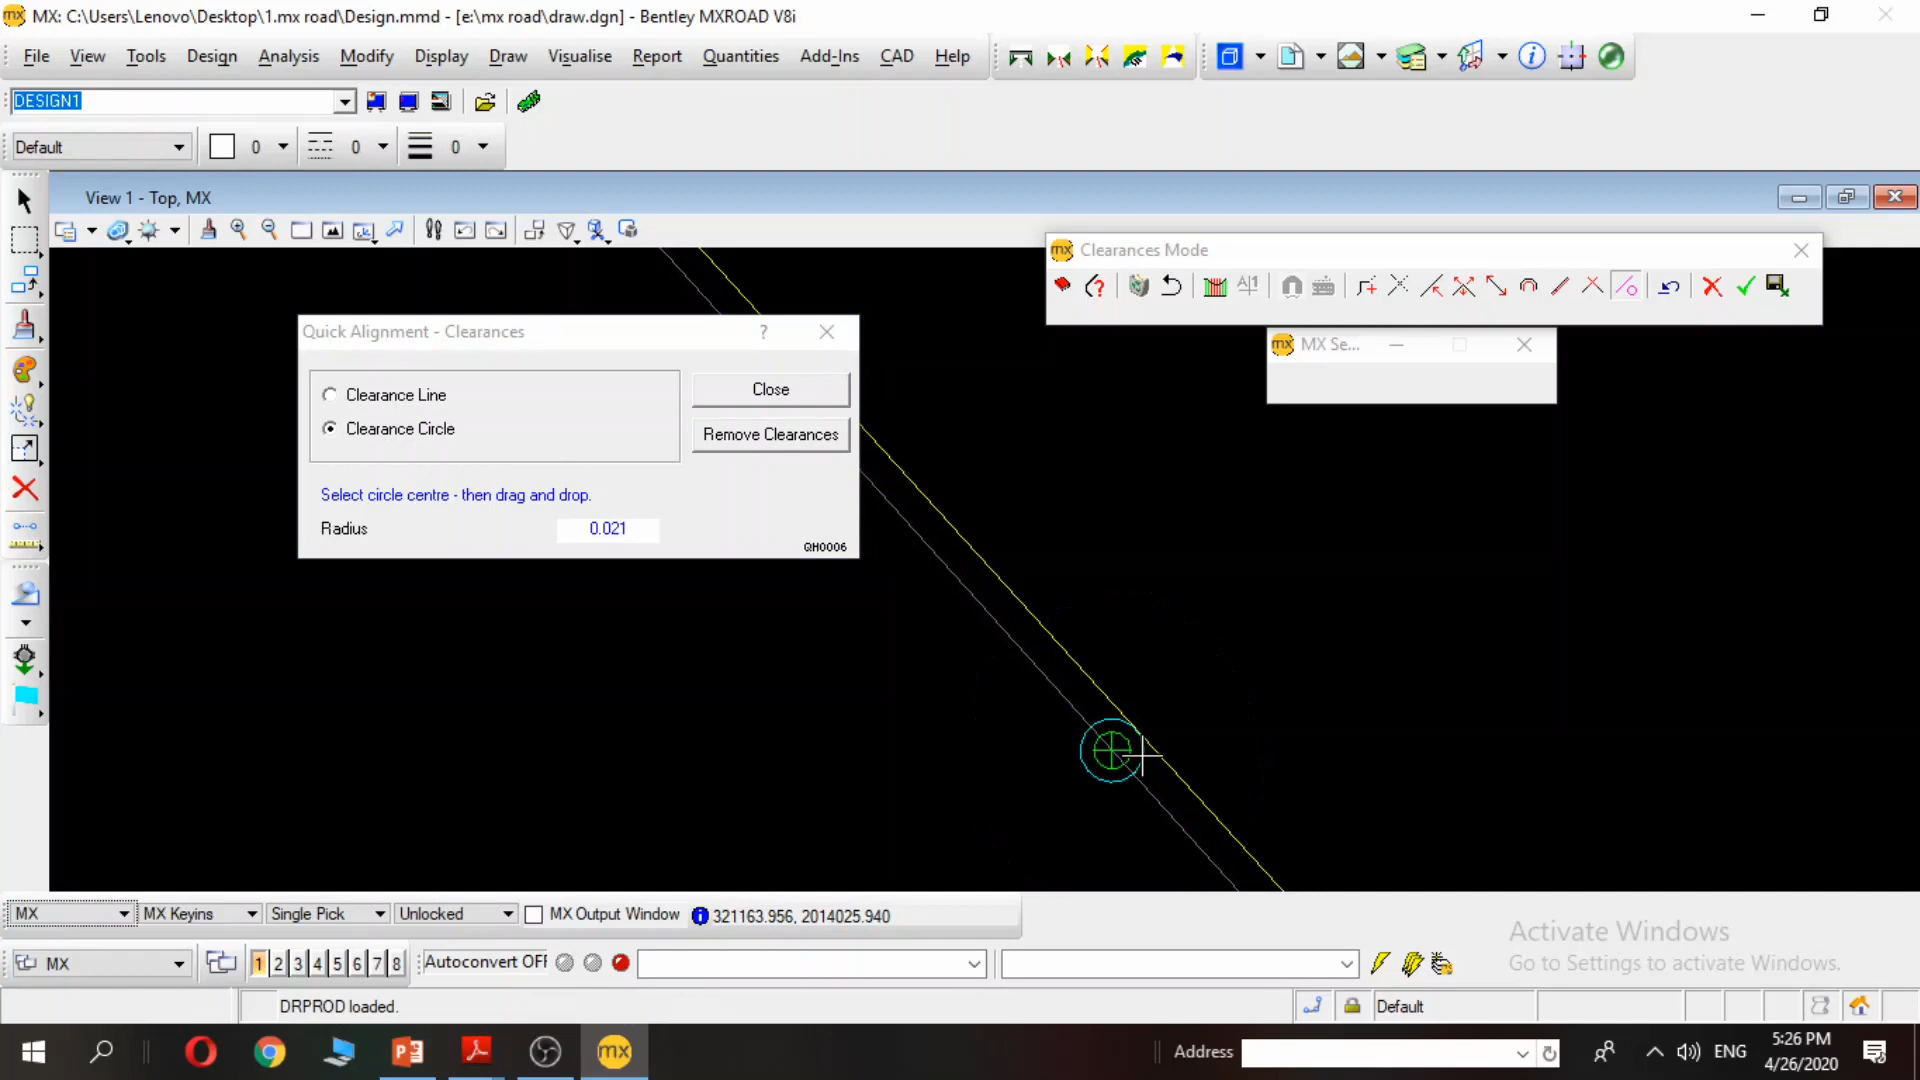 MX: C:\Users\Lenovo\Desktop\1.mx road\Design.mmd - [e:\mx road\draw.dgn] - Bentley MXROAD V8i
File View Tools Design Analysis Modify Display Draw Visualise Report Quantities Add-Ins CAD Help
DESIGN1
Default 0 0 0
View 1 - Top, MX
Clearances Mode
Quick Alignment - Clearances ?
MX Se...
Clearance Line
Close
Clearance Circle
Remove Clearances
Select circle centre - then drag and drop.
Radius 0.021
QH0006
MX MX Keyins Single Pick Unlocked MX Output Window 321163.956, 2014025.940
Activate Windows
Go to Settings to activate Windows.
MX 1 2 3 4 5 6 7 8 Autoconvert OFF
DRPROD loaded.
Default
Address
ENG
5:26 PM
4/26/2020